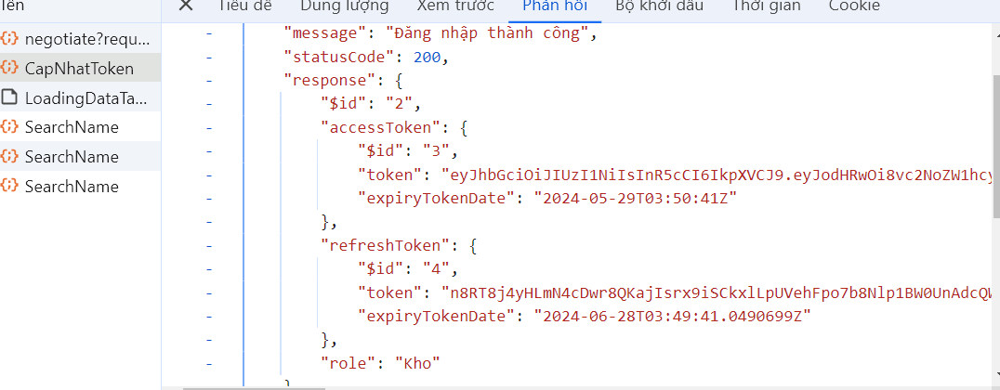 Tên
Tiêu đề Dung lượng Xem trước Phản hồi Bộ khởi đầu Thời gian Cookie
negotiate?requ...
CapNhatToken
LoadingDataTa...
SearchName
SearchName
SearchName
- "message": "Đăng nhập thành công",
- "statusCode": 200,
- "response": {
- "$id": "2",
- "accessToken": {
- "$id": "3",
- "token": "eyJhbGciOiJIUzI1NiIsInR5cCI6IkpXVCJ9.eyJodHRwOi8vc2NoZW1hcy
- "expiryTokenDate": "2024-05-29T03:50:41Z"
- },
- "refreshToken": {
- "$id": "4",
- "token": "n8RT8j4yHLmN4cDwr8QKajIsrx9iSCkxlLpUVehFpo7b8Nlp1BW0UnAdcQW
- "expiryTokenDate": "2024-06-28T03:49:41.0490699Z"
- },
- "role": "Kho"